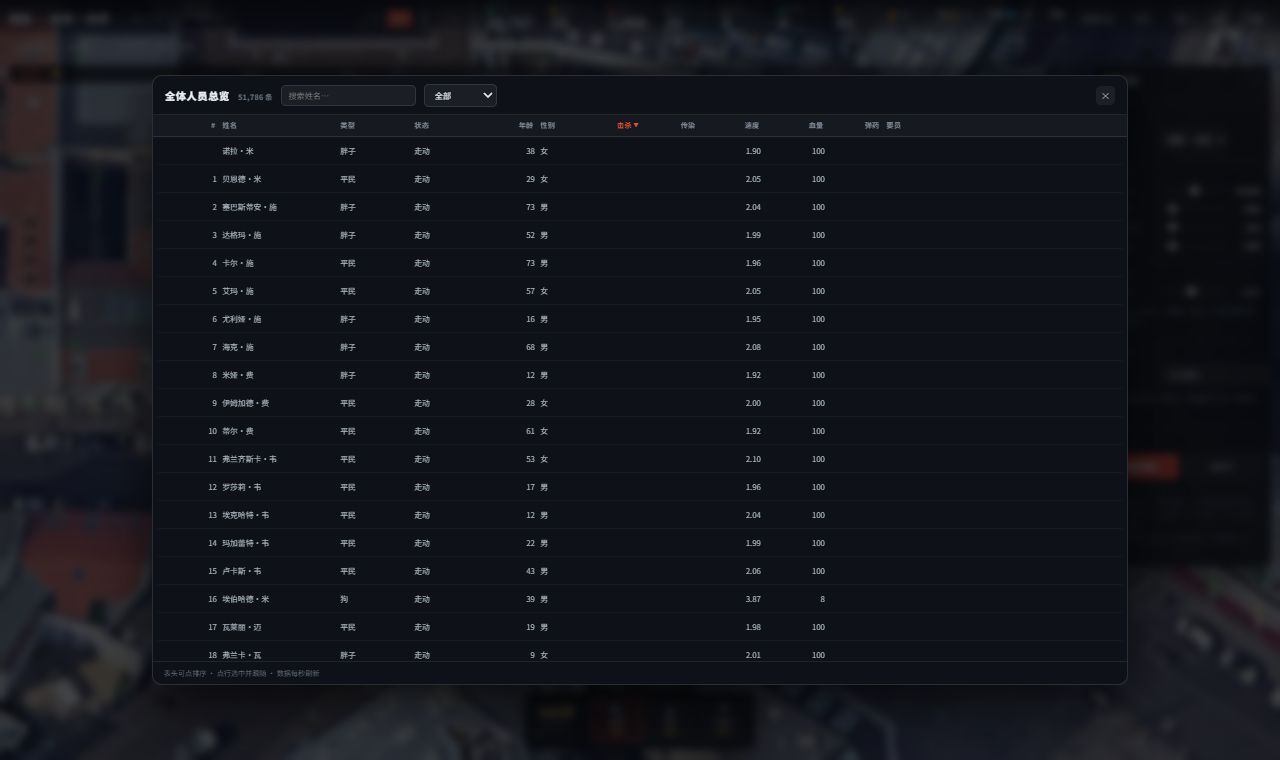 全体人员总览 51,786 条 搜索姓名… 全部 ×
# 姓名 类型 状态 年龄 性别 击杀▼ 传染 速度 血量 弹药 要员
诺拉·米 胖子 走动 38 女 1.90 100
1 贝恩德·米 平民 走动 29 女 2.05 100
2 塞巴斯蒂安·施 胖子 走动 73 男 2.04 100
3 达格玛·施 胖子 走动 52 男 1.99 100
4 卡尔·施 平民 走动 73 男 1.96 100
5 艾玛·施 平民 走动 57 女 2.05 100
6 尤利娅·施 胖子 走动 16 男 1.95 100
7 海克·施 胖子 走动 68 男 2.08 100
8 米娅·费 胖子 走动 12 男 1.92 100
9 伊姆加德·费 平民 走动 28 女 2.00 100
10 蒂尔·费 平民 走动 61 女 1.92 100
11 弗兰齐斯卡·韦 平民 走动 53 女 2.10 100
12 罗莎莉·韦 平民 走动 17 男 1.96 100
13 埃克哈特·韦 平民 走动 12 男 2.04 100
14 玛加蕾特·韦 平民 走动 22 男 1.99 100
15 卢卡斯·韦 平民 走动 43 男 2.06 100
16 埃伯哈德·米 狗 走动 39 男 3.87 8
17 瓦莱丽·迈 平民 走动 19 男 1.98 100
18 弗兰卡·瓦 胖子 走动 9 女 2.01 100
表头可点排序 · 点行选中并跟随 · 数据每秒刷新